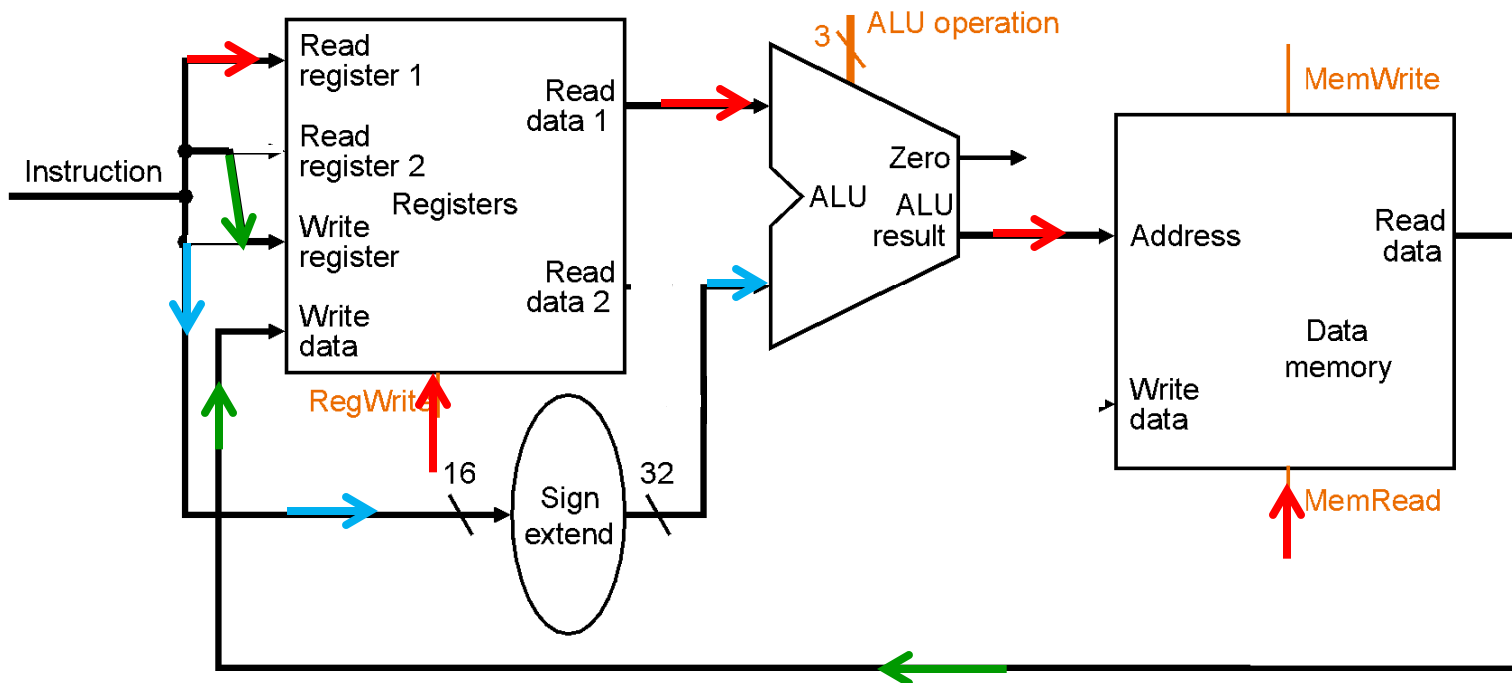 Instruction
Read
register 1
Read
register 2
Registers
Write
register
Write
data
Read
data 1
Read
data 2
RegWrite
16
Sign
extend
32
3
ALU operation
Zero
ALU
ALU
result
MemWrite
Address
Read
data
Data
memory
Write
data
MemRead